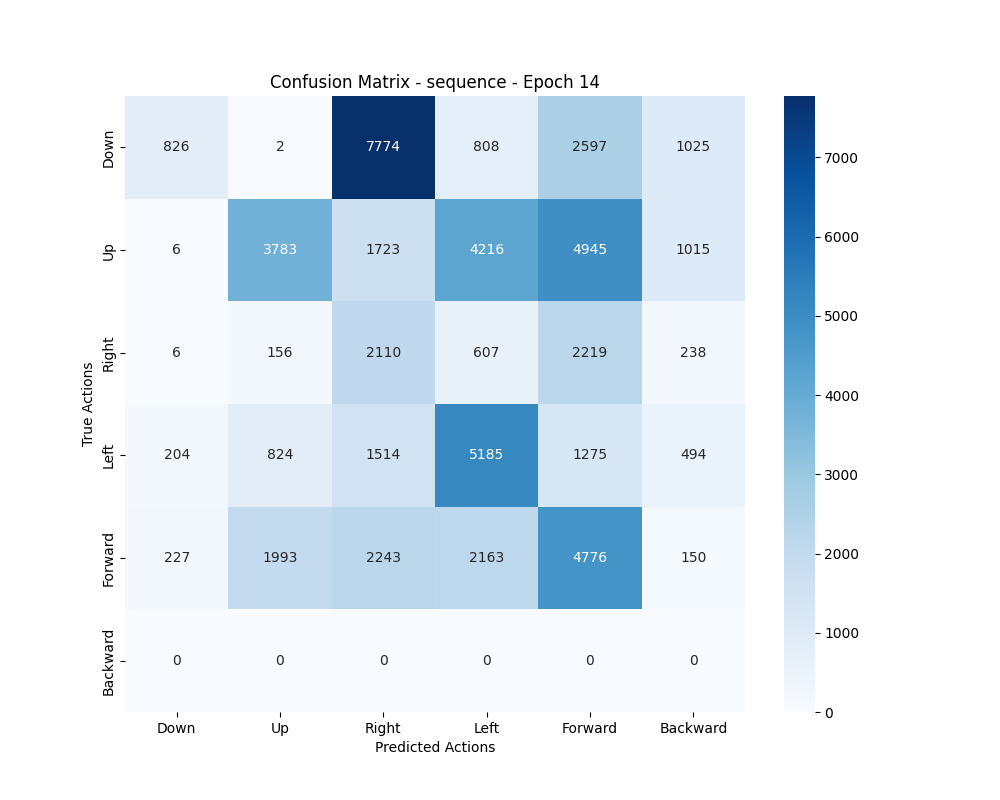 Confusion Matrix - sequence - Epoch 14
True Actions
Down 826 2 7774 808 2597 1025
Up 6 3783 1723 4216 4945 1015
Right 6 156 2110 607 2219 238
Left 204 824 1514 5185 1275 494
Forward 227 1993 2243 2163 4776 150
Backward 0 0 0 0 0 0
Down Up Right Left Forward Backward
Predicted Actions
7000
6000
5000
4000
3000
2000
1000
0